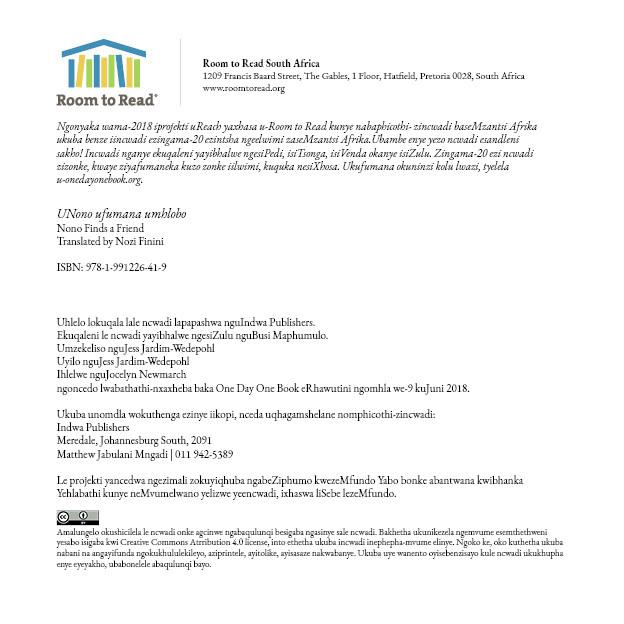 Room to Read®
Room to Read South Africa
1209 Francis Baard Street, The Gables, 1 Floor, Hatfield, Pretoria 0028, South Africa
www.roomtoread.org
Ngonyaka wama-2018 iprojekti uReach yaxhasa u-Room to Read kunye nabaphicothi- zincwadi baseMzantsi Afrika
ukuba benze iincwadi ezingama-20 ezintsha ngelwimi zaseMzantsi Afrika.Ubambe enye yezo ncwadi esandleni
sakho! Incwadi nganye ekuqaleni yayibhalwe ngesiPedi, isiTsonga, isiVenda okanye isiZulu. Zingama-20 ezi ncwadi
zizonke, kwaye ziyafumaneka kuzo zonke iilwimi, kuquka nesiXhosa. Ukufumana okuninzi kolu lwazi, tyelela
u-onedayonebook.org.
UNono ufumana umhlobo
Nono Finds a Friend
Translated by Nozi Finini
ISBN: 978-1-991226-41-9
Uhlelo lokuqala lale ncwadi lapapashwa nguIndwa Publishers.
Ekuqaleni le ncwadi yayibhalwe ngesiZulu nguBusi Maphumulo.
Umzekeliso nguJess Jardim-Wedepohl
Uyilo nguJess Jardim-Wedepohl
Ihlelwe nguJocelyn Newmarch
ngoncedo lwabathathi-nxaxheba baka One Day One Book eRhawutini ngomhla we-9 kuJuni 2018.
Ukuba unomdla wokuthenga ezinye iikopi, nceda uqhagamshelane nomphicothi-zincwadi:
Indwa Publishers
Meredale, Johannesburg South, 2091
Matthew Jabulani Mngadi | 011 942-5389
Le projekti yancedwa ngezimali zokuyiqhuba ngabeZiphumo kwezeMfundo Yabo bonke abantwana kwibhanka
Yehlabathi kunye neMvumelwano yelizwe yeencwadi, ixhaswa liSebe lezeMfundo.
Amalungelo okushicilela le ncwadi onke agcinwe ngabaqulunqi besigaba ngasinye sale ncwadi. Bakhetha ukunikezela ngemvume esemthethweni
yesabo isigaba kwi Creative Commons Attribution 4.0 license, into ethetha ukuba incwadi inephepha-mvume elinye. Ngoko ke, oko kuthetha ukuba
nabani na angayifunda ngokukhululekileyo, aziprintele, ayitolike, ayisasaze nakwabanye. Ukuba uye wanento oyisebenzisayo kule ncwadi ukukhupha
enye eyeyakho, ubabonelele abaqulunqi bayo.